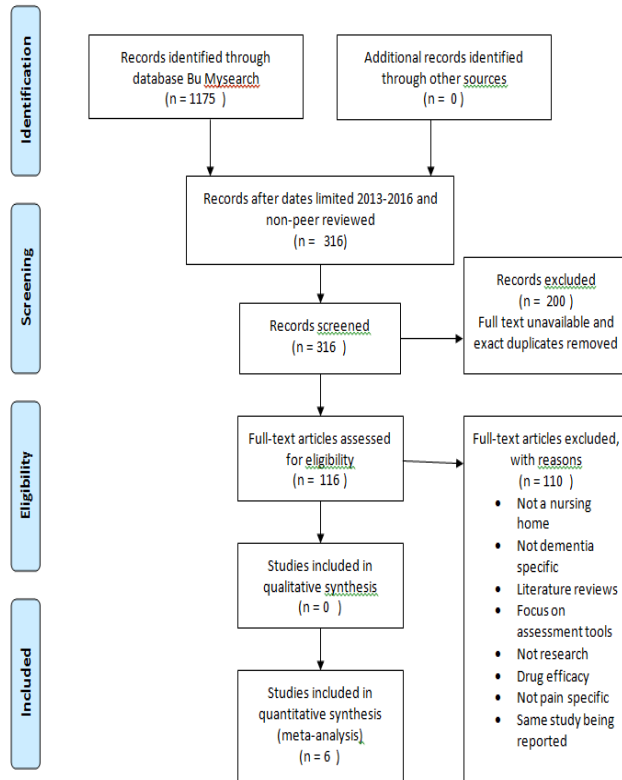 Identification
Records identified through
database Bu Mysearch
(n = 1175 )
Additional records identified
through other sources
(n = 0 )
Records after dates limited 2013-2016 and
non-peer reviewed
(n = 316)
Screening
Records screened
(n = 316 )
Records excluded
(n = 200 )
Full text unavailable and
exact duplicates removed
Eligibility
Full-text articles assessed
for eligibility
(n = 116 )
Full-text articles excluded,
with reasons
(n = 110 )
• Not a nursing
home
• Not dementia
specific
• Literature reviews
• Focus on
assessment tools
• Not research
• Drug efficacy
• Not pain specific
• Same study being
reported
Studies included in
qualitative synthesis
(n = 0 )
Included
Studies included in
quantitative synthesis
(meta-analysis)
(n = 6 )